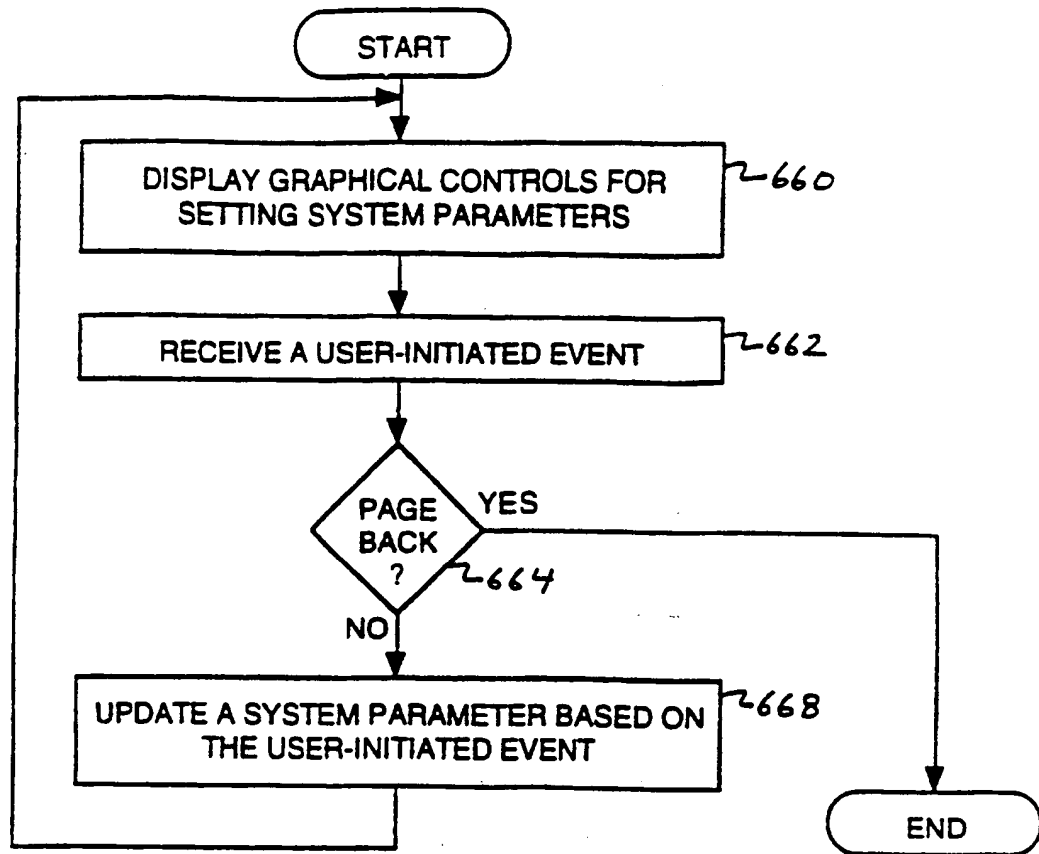 START
DISPLAY GRAPHICAL CONTROLS FOR
SETTING SYSTEM PARAMETERS
660
RECEIVE A USER-INITIATED EVENT
662
PAGE
BACK
?
YES
664
NO
UPDATE A SYSTEM PARAMETER BASED ON
THE USER-INITIATED EVENT
668
END